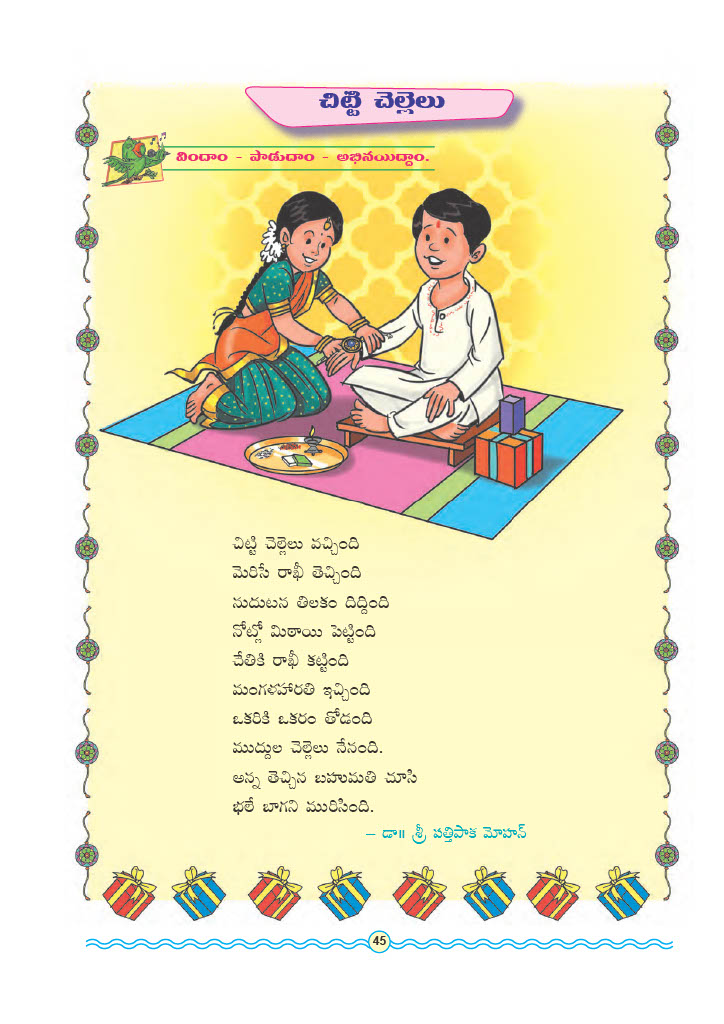 చిట్టి చెల్లెలు
విందాం - పాడుదాం - అభినయిద్దాం.
చిట్టి చెల్లెలు వచ్చింది
మెరిసే రాఖీ తెచ్చింది
నుదుటన తిలకం దిద్దింది
నోట్లో మిఠాయి పెట్టింది
చేతికి రాఖీ కట్టింది
మంగళహారతి ఇచ్చింది
ఒకరికి ఒకరం తోడంది
ముద్దుల చెల్లెలు నేనంది.
అన్న తెచ్చిన బహుమతి చూసి
భలే బాగని మురిసింది.
– డా॥ శ్రీ పత్తిపాక మోహన్
45